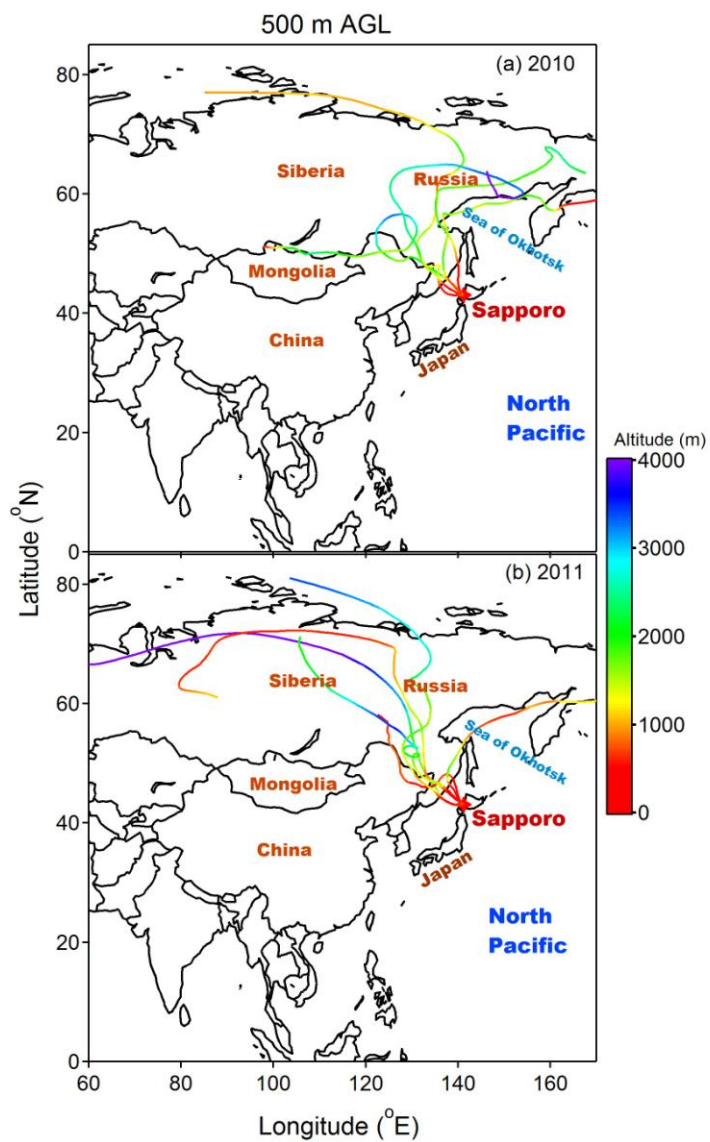 500 m AGL
(a) 2010
80
60
40
20
0
Siberia
Russia
Sea of Okhotsk
Mongolia
Sapporo
China
Japan
North
Pacific
Altitude (m)
4000
3000
2000
1000
0
Latitude (°N)
(b) 2011
80
60
40
20
0
Siberia
Russia
Sea of Okhotsk
Mongolia
Sapporo
China
Japan
North
Pacific
60
80
100
120
140
160
Longitude (°E)